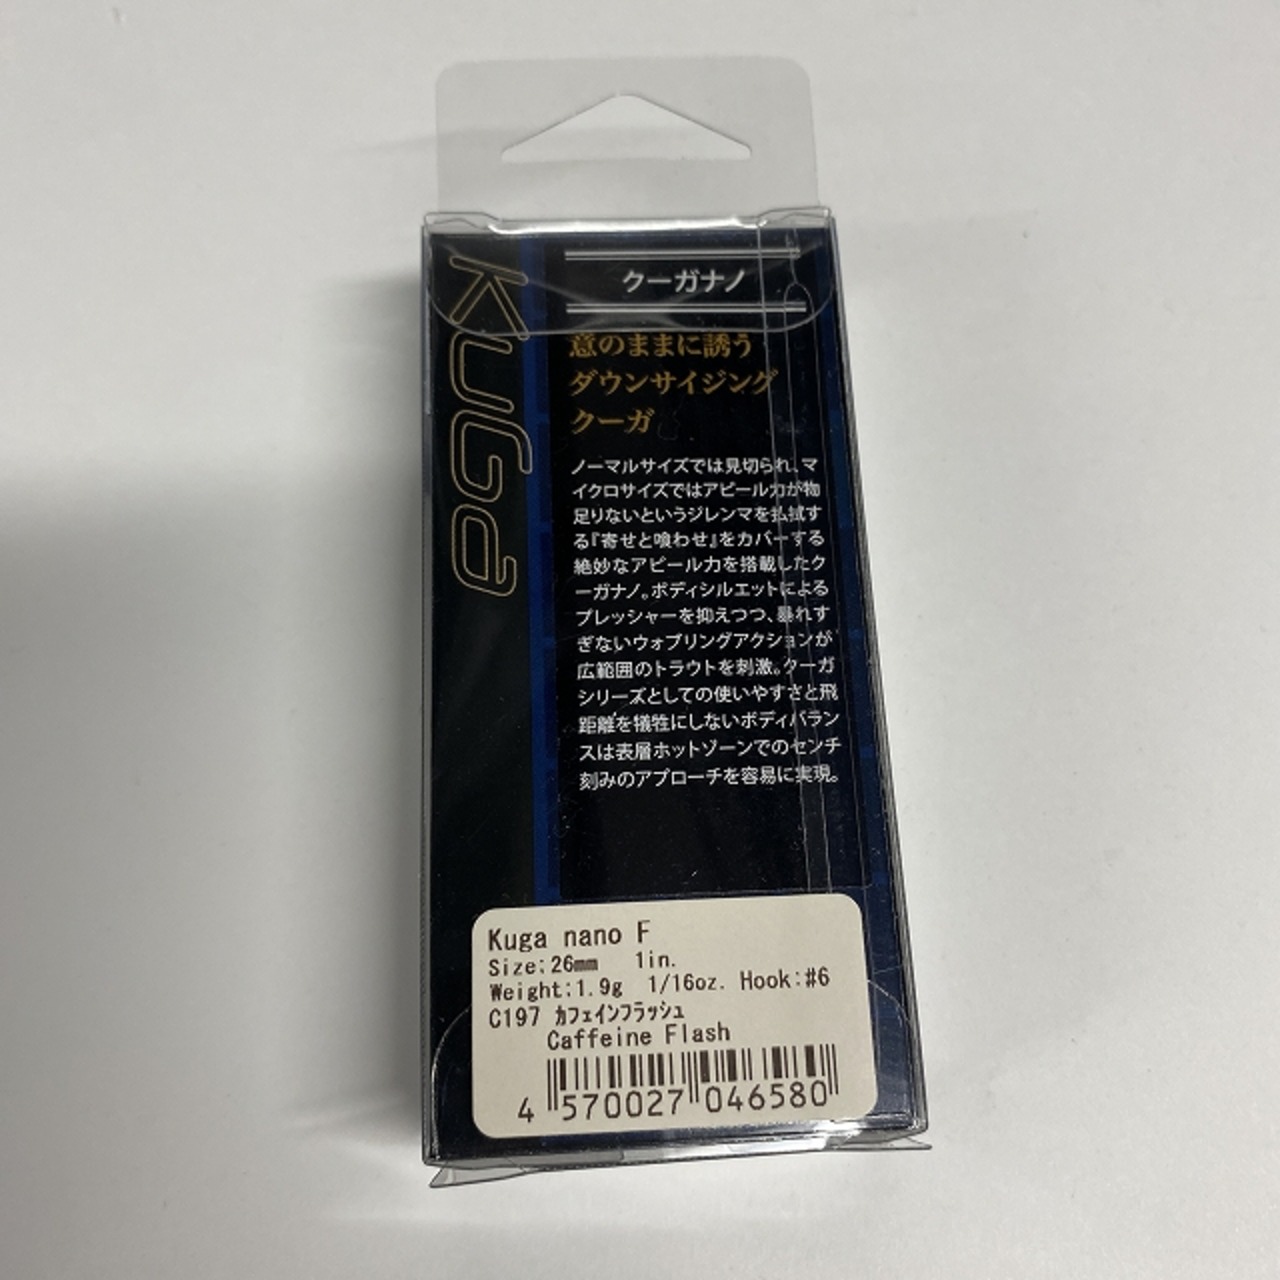 KUGa
クーガナノ
意のままに誘う
ダウンサイジング
クーガ
ノーマルサイズでは見切られ、マ
イクロサイズではアピール力が物
足りないというジレンマを払拭す
る『寄せと喰わせ』をカバーする
絶妙なアピール力を搭載したク
ーガナノ。ボディシルエットによる
プレッシャーを抑えつつ、暴れす
ぎないウォブリングアクションが
広範囲のトラウトを刺激。クーガ
シリーズとしての使いやすさと飛
距離を犠牲にしないボディバラン
スは表層ホットゾーンでのセンチ
刻みのアプローチを容易に実現。
Kuga nano F
Size:26mm 1in.
Weight:1.9g 1/16oz. Hook:#6
C197 ｶﾌｪｲﾝﾌﾗｯｼｭ
Caffeine Flash
4 570027 046580